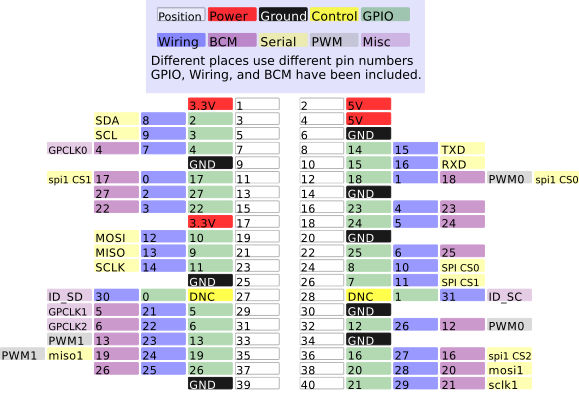 Position Power Ground Control GPIO
Wiring BCM Serial PWM Misc
Different places use different pin numbers
GPIO, Wiring, and BCM have been included.
3.3V 1 2 5V
SDA 8 2 3 4 5V
SCL 9 3 5 6 GND
GPCLK0 4 7 4 7 8 14 15 TXD
GND 9 10 15 16 RXD
spi1 CS1 17 0 17 11 12 18 1 18 PWM0 spi1 CS0
27 2 27 13 14 GND
22 3 22 15 16 23 4 23
3.3V 17 18 24 5 24
MOSI 12 10 19 20 GND
MISO 13 9 21 22 25 6 25
SCLK 14 11 23 24 8 10 SPI CS0
GND 25 26 7 11 SPI CS1
ID_SD 30 0 DNC 27 28 DNC 1 31 ID_SC
GPCLK1 5 21 5 29 30 GND
GPCLK2 6 22 6 31 32 12 26 12 PWM0
PWM1 13 23 13 33 34 GND
PWM1 miso1 19 24 19 35 36 16 27 16 spi1 CS2
26 25 26 37 38 20 28 20 mosi1
GND 39 40 21 29 21 sclk1